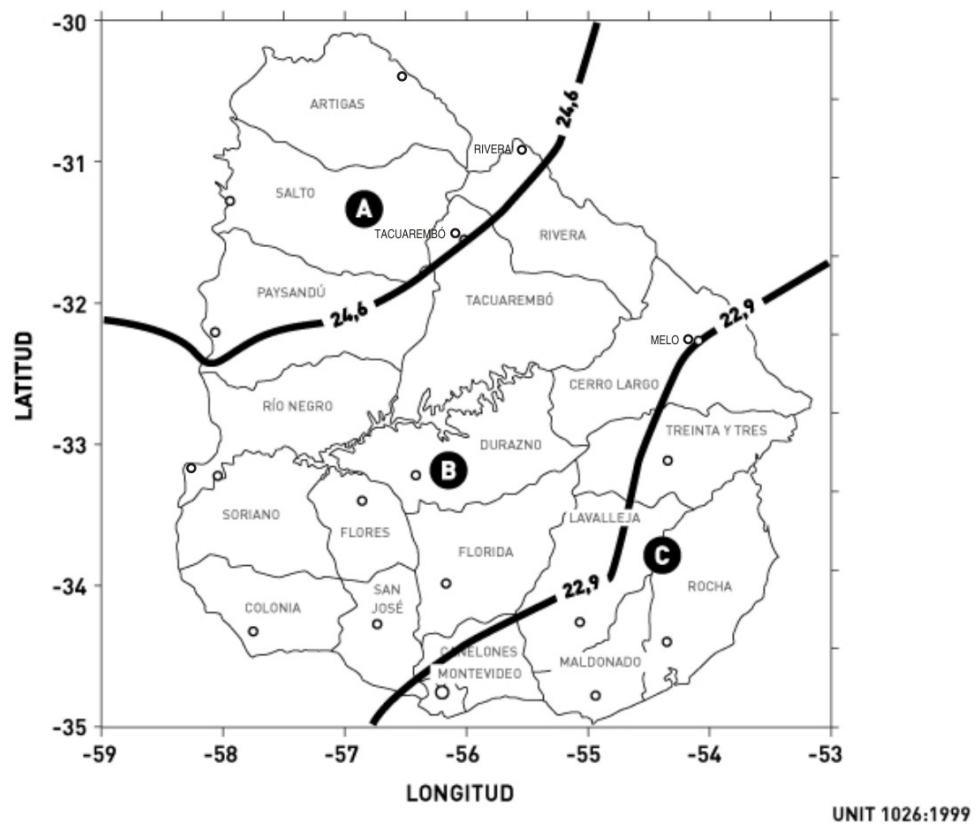 -30
ARTIGAS
24,6
-31
RIVERA
SALTO
A
TACUAREMBÓ
RIVERA
PAYSANDÚ
TACUAREMBÓ
-32
24,6
22,9
MELO
LATITUD
CERRO LARGO
RÍO NEGRO
-33
DURAZNO
TREINTA Y TRES
B
SORIANO
FLORES
LAVALLEJA
FLORIDA
C
-34
22,9
ROCHA
COLONIA
SAN
JOSÉ
CANELONES
MALDONADO
MONTEVIDEO
-35
-59
-58
-57
-56
-55
-54
-53
LONGITUD
UNIT 1026:1999